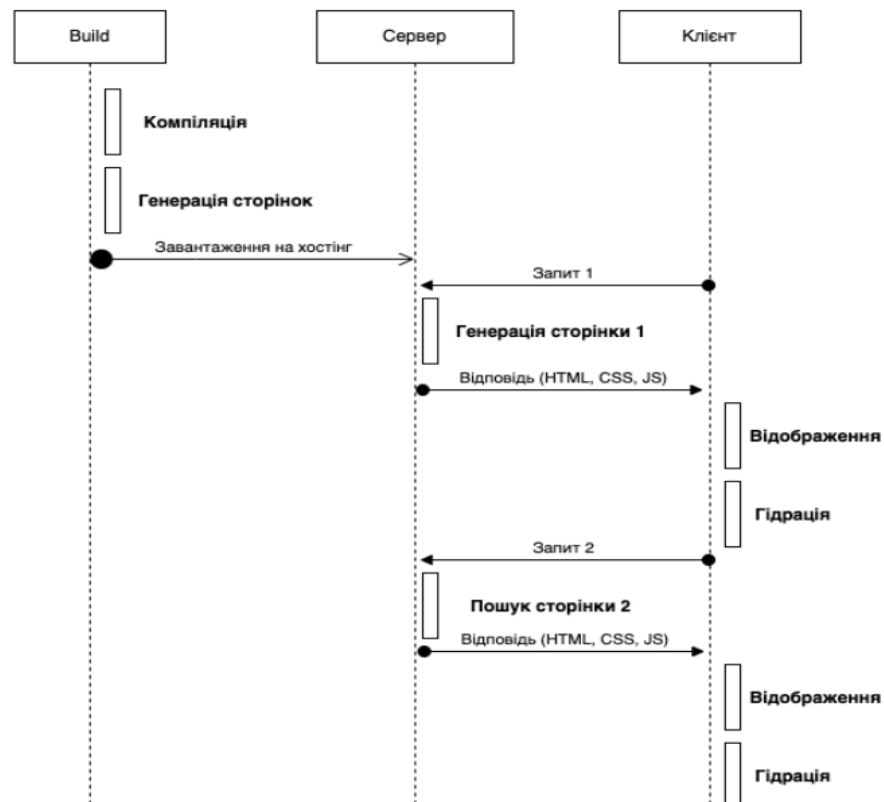 Build
Сервер
Клієнт
Компіляція
Генерація сторінок
Завантаження на хостінг
Запит 1
Генерація сторінки 1
Відповідь (HTML, CSS, JS)
Відображення
Гідрація
Запит 2
Пошук сторінки 2
Відповідь (HTML, CSS, JS)
Відображення
Гідрація